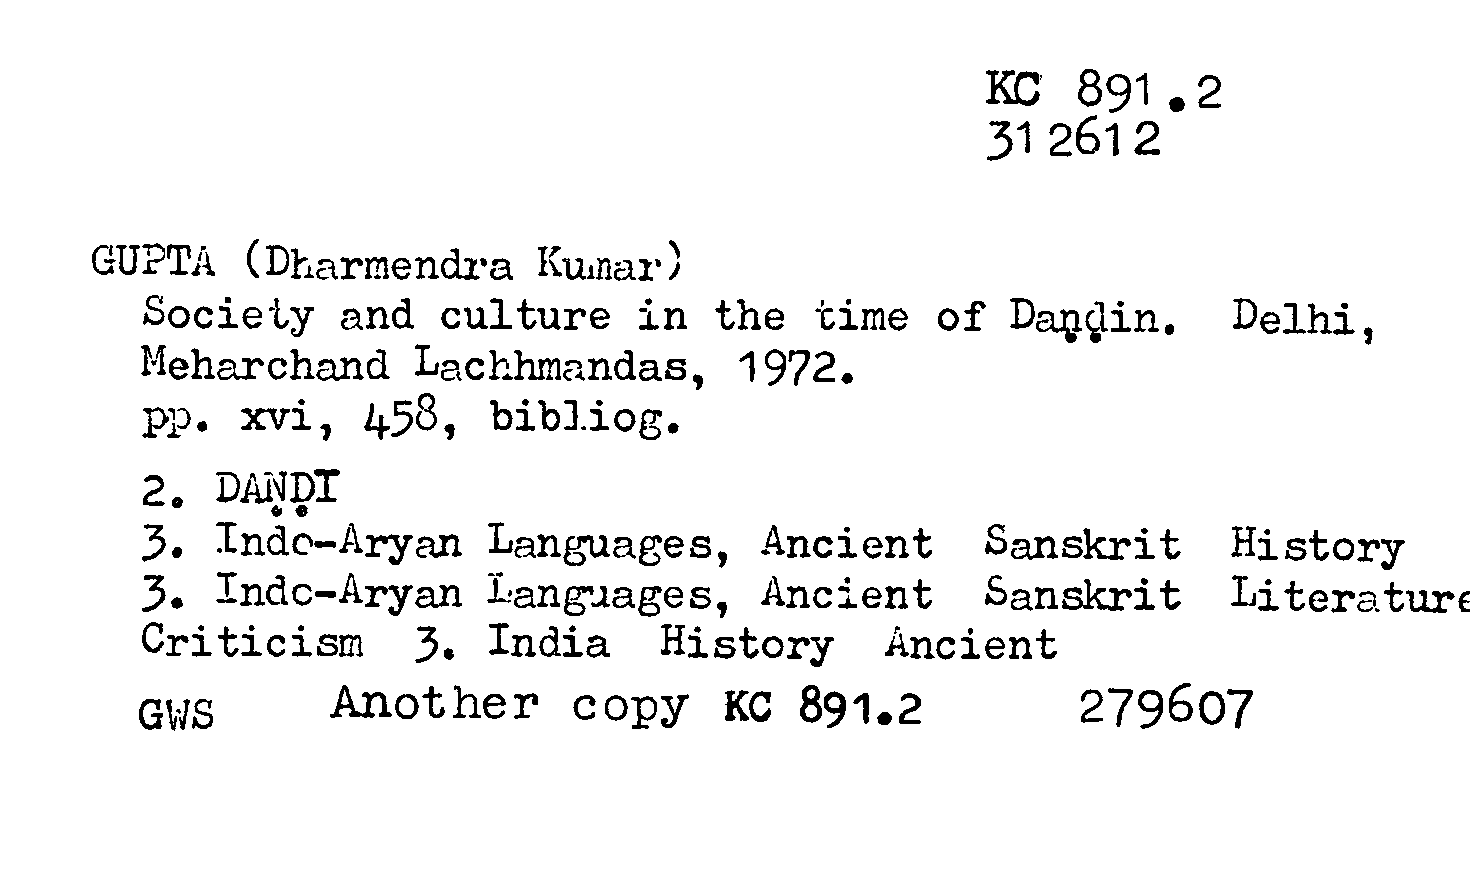 KC 891.2
312612
GUPTA (Dharmendra Kumar)
Society and culture in the time of Daṇḍin. Delhi,
Meharchand Lachhmandas, 1972.
pp. xvi, 458, bibliog.
2. DAṆḌI
3. Indo-Aryan Languages, Ancient Sanskrit History
3. Indo-Aryan Languages, Ancient Sanskrit Literature
Criticism 3. India History Ancient
GWS Another copy KC 891.2 279607